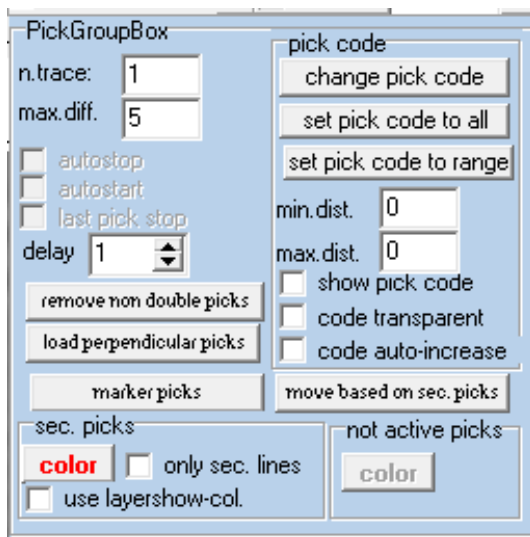 PickGroupBox
n.trace: 1
max.diff. 5
autostop
autostart
last pick stop
delay 1
remove non double picks
load perpendicular picks
marker picks
pick code
change pick code
set pick code to all
set pick code to range
min.dist. 0
max.dist. 0
show pick code
code transparent
code auto-increase
move based on sec. picks
sec. picks
color only sec. lines
use layershow-col.
not active picks
color